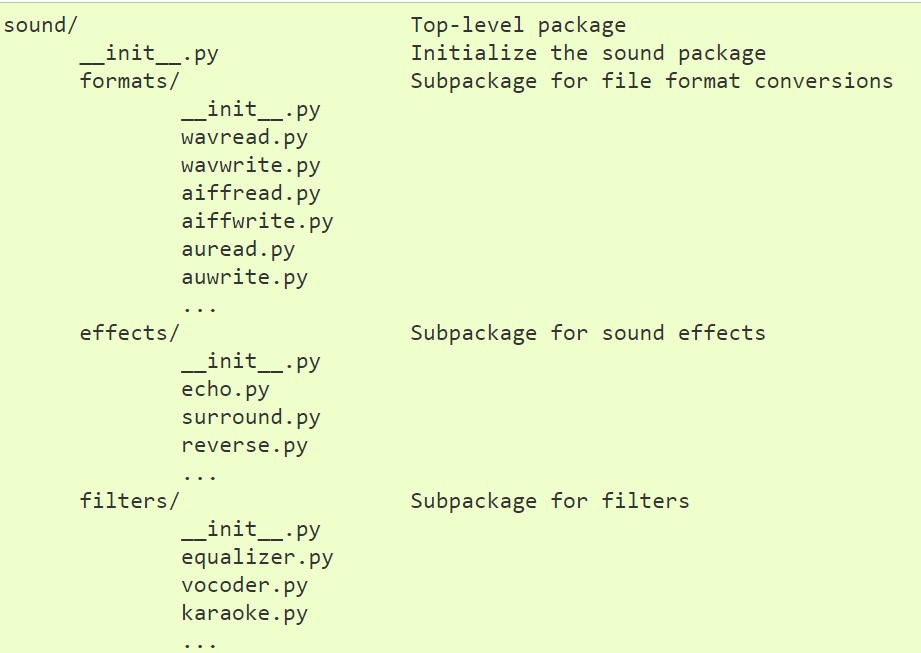 sound/                          Top-level package
      __init__.py               Initialize the sound package
      formats/                  Subpackage for file format conversions
              __init__.py
              wavread.py
              wavwrite.py
              aiffread.py
              aiffwrite.py
              auread.py
              auwrite.py
              ...
      effects/                  Subpackage for sound effects
              __init__.py
              echo.py
              surround.py
              reverse.py
              ...
      filters/                  Subpackage for filters
              __init__.py
              equalizer.py
              vocoder.py
              karaoke.py
              ...